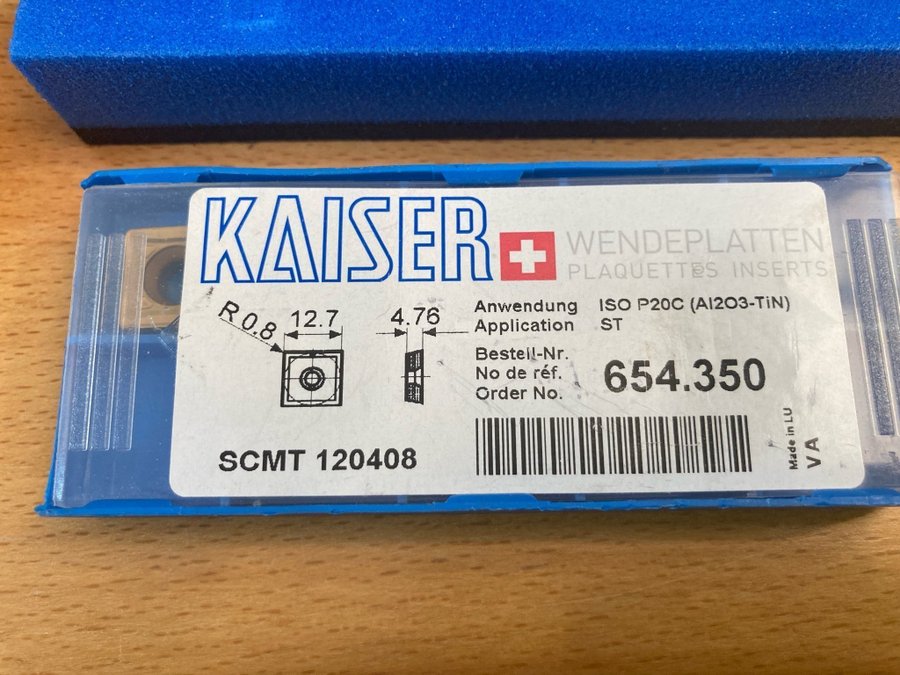 KAISER
WENDEPLATTEN
PLAQUETTES INSERTS
R 0.8
12.7
4.76
Anwendung ISO P20C (Al2O3-TiN)
Application ST
Bestell-Nr.
No de réf.
Order No.
654.350
SCMT 120408
Made in LU
VA